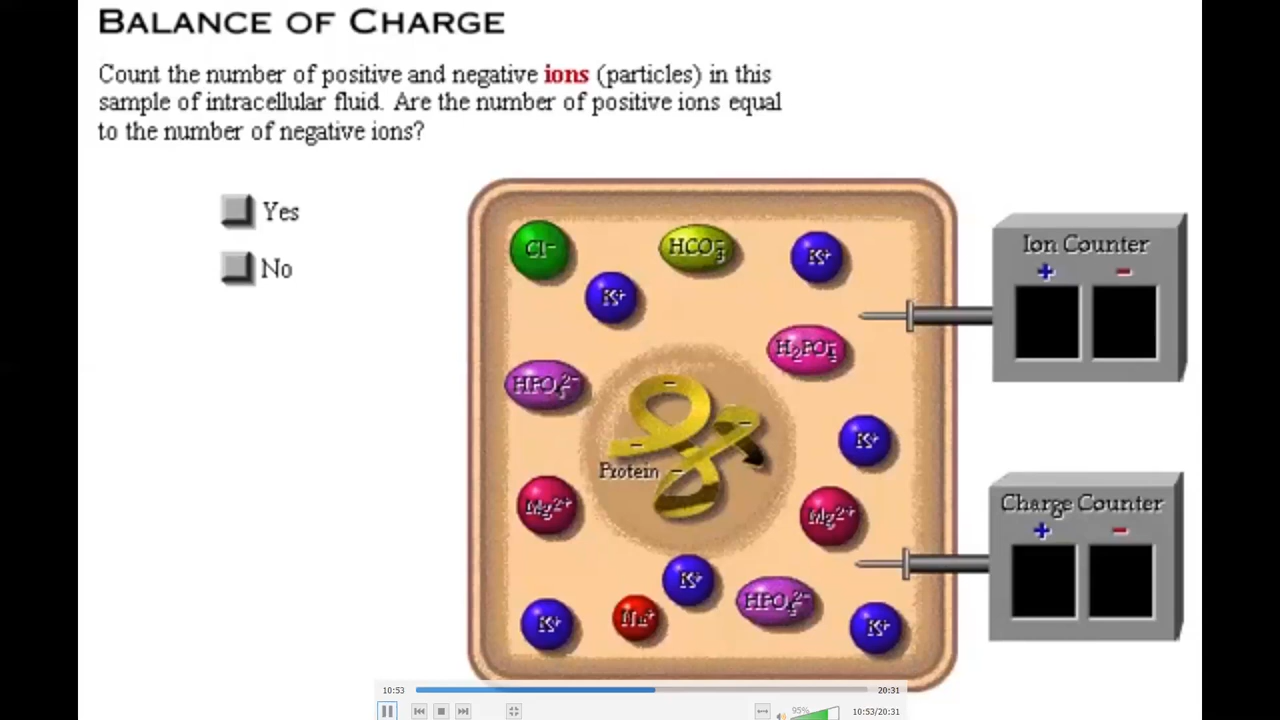 BALANCE OF CHARGE
Count the number of positive and negative ions (particles) in this
sample of intracellular fluid. Are the number of positive ions equal
to the number of negative ions?
Yes
No
Cl⁻
HCO₃⁻
K⁺
K⁺
H₂PO₄⁻
HPO₄²⁻
K⁺
Protein
Mg²⁺
Mg²⁺
K⁺
HPO₄²⁻
K⁺
Na⁺
K⁺
Ion Counter
+ −
Charge Counter
+ −
10:53
20:31
95%
10:53/20:31